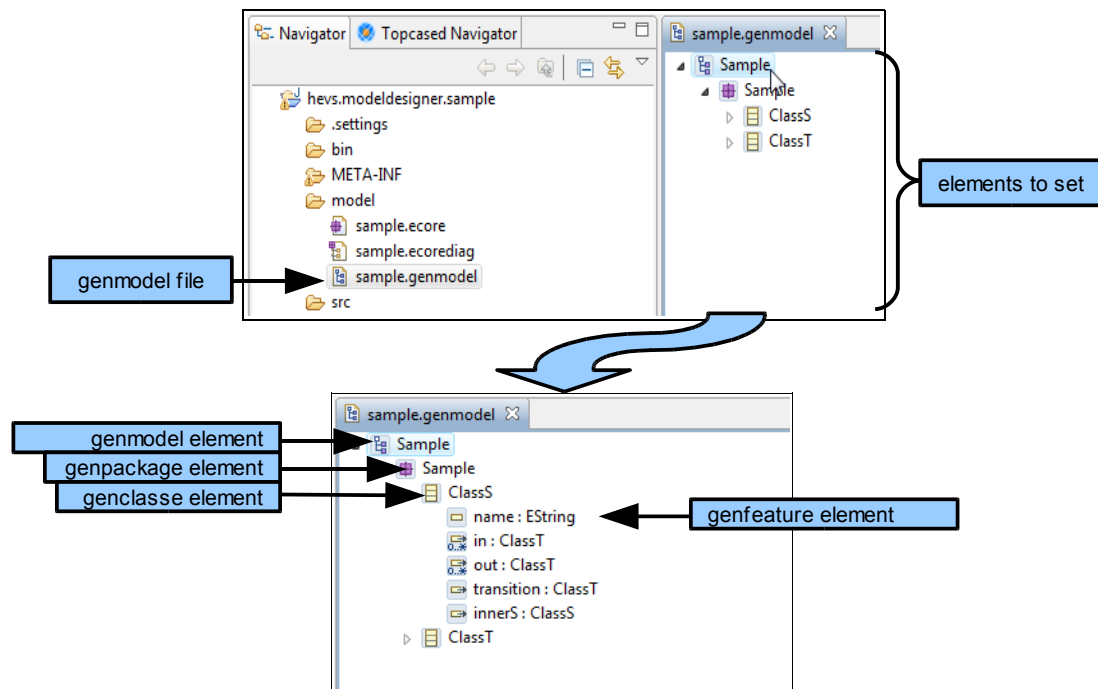 Navigator
Topcased Navigator
hevs.modeldesigner.sample
.settings
bin
META-INF
model
sample.ecore
sample.ecorediag
sample.genmodel
src
genmodel file
sample.genmodel
Sample
Sample
ClassS
ClassT
elements to set
sample.genmodel
Sample
Sample
ClassS
name : EString
0..*
in : ClassT
0..*
out : ClassT
transition : ClassT
innerS : ClassS
ClassT
genmodel element
genpackage element
genclasse element
genfeature element